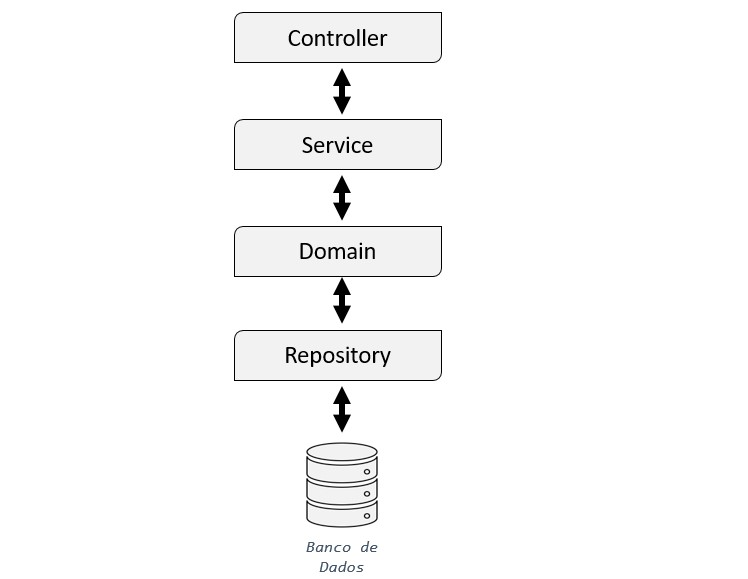 Controller
Service
Domain
Repository
Banco de
Dados